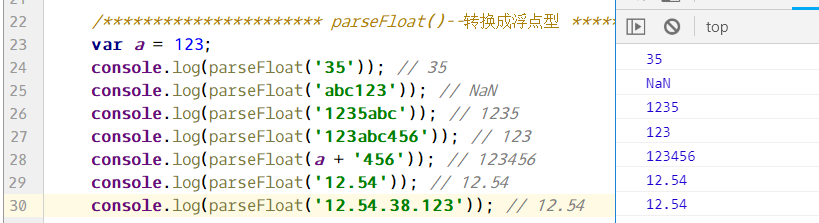 22 /********************** parseFloat()--转换成浮点型 *****
23 var a = 123;
24 console.log(parseFloat('35')); // 35
25 console.log(parseFloat('abc123')); // NaN
26 console.log(parseFloat('1235abc')); // 1235
27 console.log(parseFloat('123abc456')); // 123
28 console.log(parseFloat(a + '456')); // 123456
29 console.log(parseFloat('12.54')); // 12.54
30 console.log(parseFloat('12.54.38.123')); // 12.54
top
35
NaN
1235
123
123456
12.54
12.54